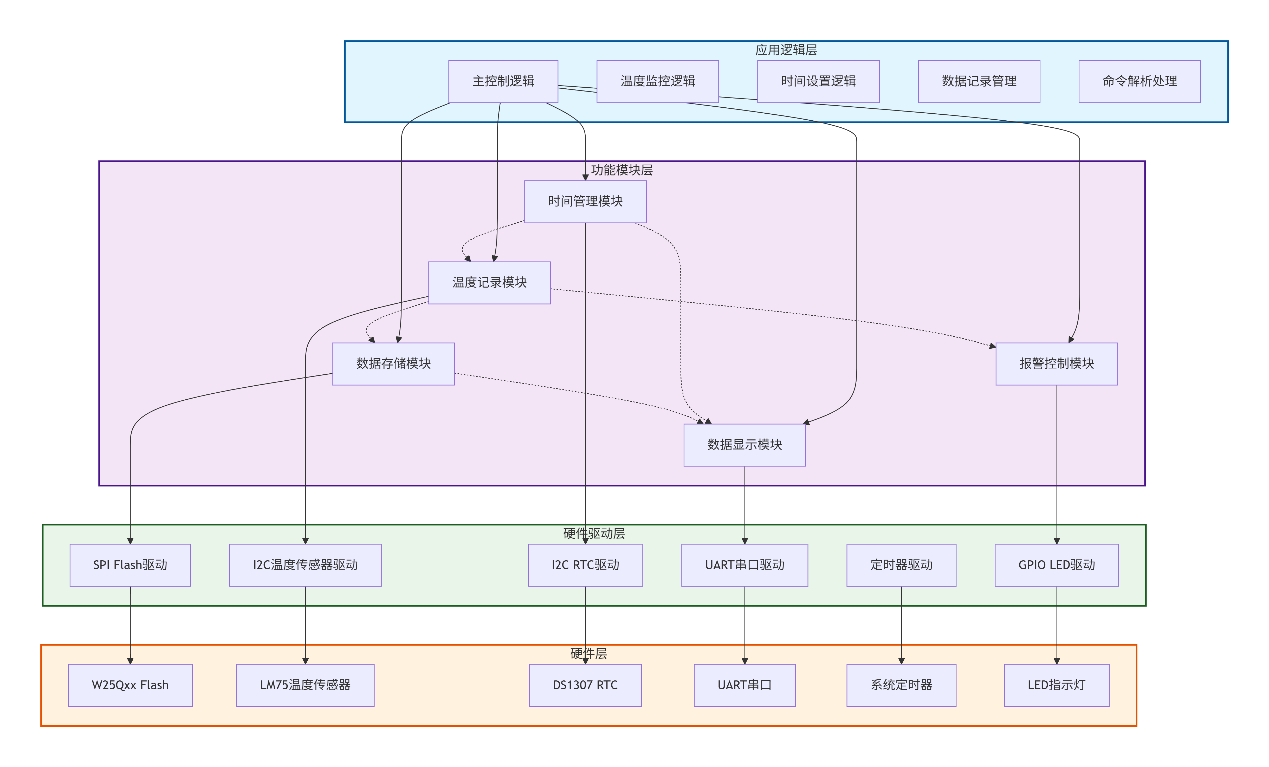 应用逻辑层
主控制逻辑
温度监控逻辑
时间设置逻辑
数据记录管理
命令解析处理
功能模块层
时间管理模块
温度记录模块
数据存储模块
报警控制模块
数据显示模块
硬件驱动层
SPI Flash驱动
I2C温度传感器驱动
I2C RTC驱动
UART串口驱动
定时器驱动
GPIO LED驱动
硬件层
W25Qxx Flash
LM75温度传感器
DS1307 RTC
UART串口
系统定时器
LED指示灯